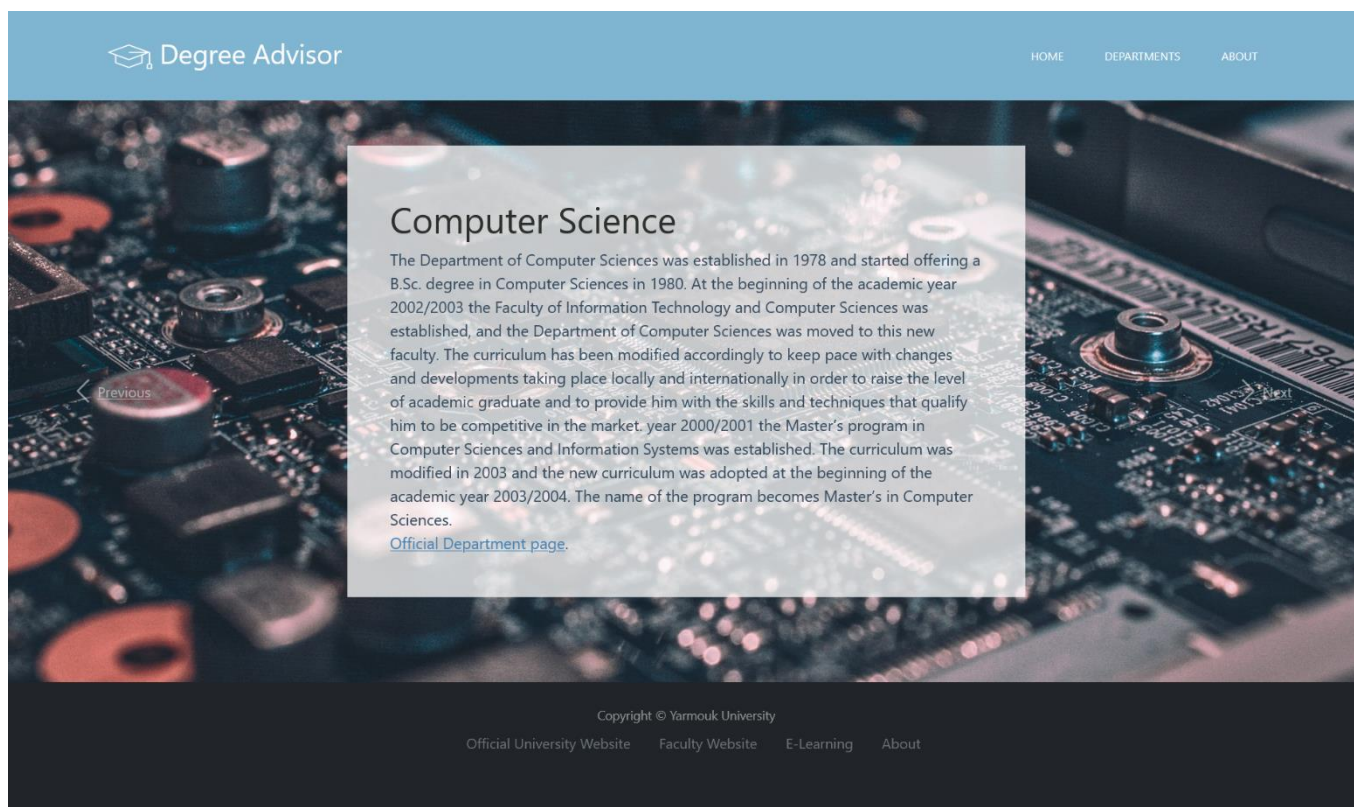 Degree Advisor
HOME DEPARTMENTS ABOUT
Computer Science
The Department of Computer Sciences was established in 1978 and started offering a
B.Sc. degree in Computer Sciences in 1980. At the beginning of the academic year
2002/2003 the Faculty of Information Technology and Computer Sciences was
established, and the Department of Computer Sciences was moved to this new
faculty. The curriculum has been modified accordingly to keep pace with changes
and developments taking place locally and internationally in order to raise the level
of academic graduate and to provide him with the skills and techniques that qualify
him to be competitive in the market. year 2000/2001 the Master’s program in
Computer Sciences and Information Systems was established. The curriculum was
modified in 2003 and the new curriculum was adopted at the beginning of the
academic year 2003/2004. The name of the program becomes Master’s in Computer
Sciences.
Official Department page.
Previous
Next
Copyright © Yarmouk University
Official University Website Faculty Website E-Learning About